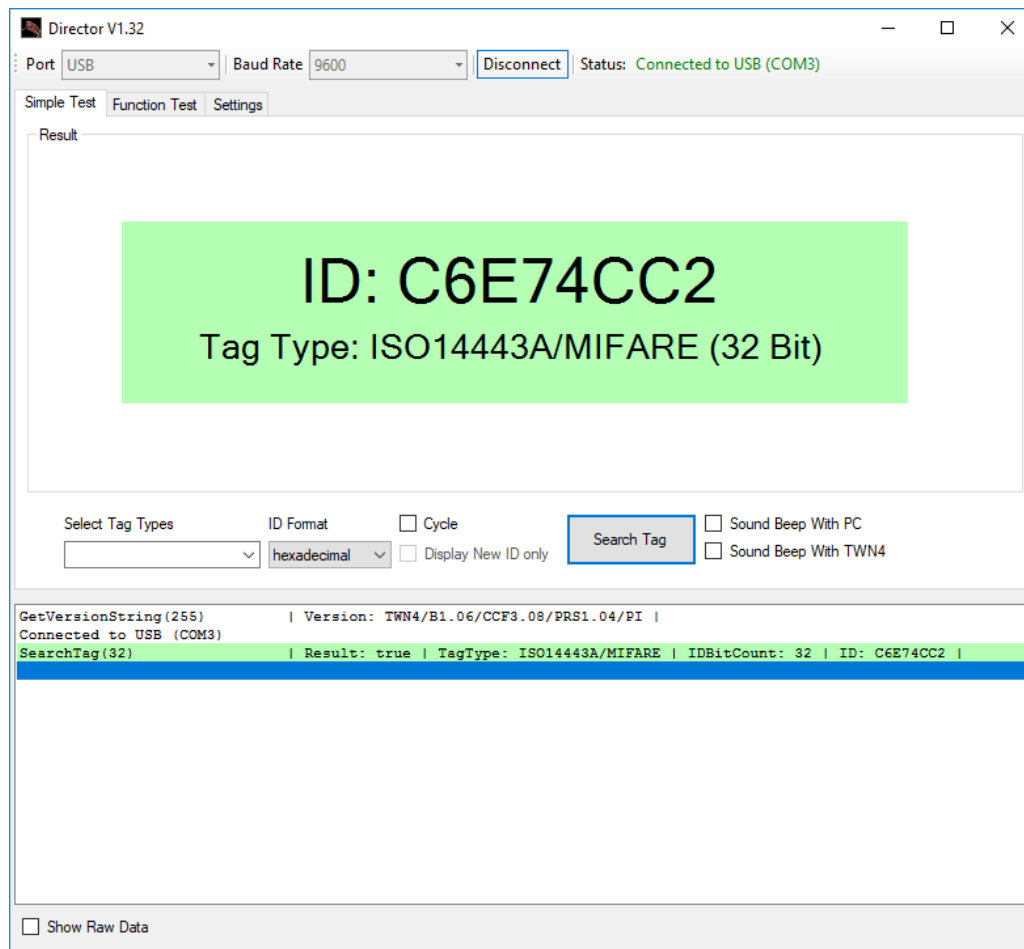 Director V1.32
Port USB Baud Rate 9600 Disconnect Status: Connected to USB (COM3)
Simple Test Function Test Settings
Result
ID: C6E74CC2
Tag Type: ISO14443A/MIFARE (32 Bit)
Select Tag Types ID Format Cycle Sound Beep With PC
hexadecimal Display New ID only Search Tag Sound Beep With TWN4
GetVersionString(255) | Version: TWN4/B1.06/CCF3.08/PRS1.04/PI |
Connected to USB (COM3)
SearchTag(32) | Result: true | TagType: ISO14443A/MIFARE | IDBitCount: 32 | ID: C6E74CC2 |
Show Raw Data